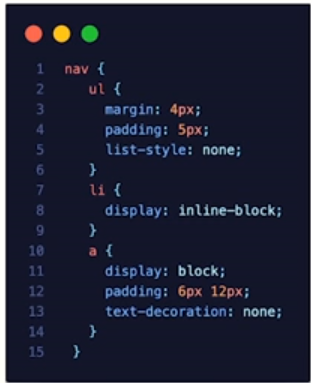 1 nav {
2 ul {
3 margin: 4px;
4 padding: 5px;
5 list-style: none;
6 }
7 li {
8 display: inline-block;
9 }
10 a {
11 display: block;
12 padding: 6px 12px;
13 text-decoration: none;
14 }
15 }